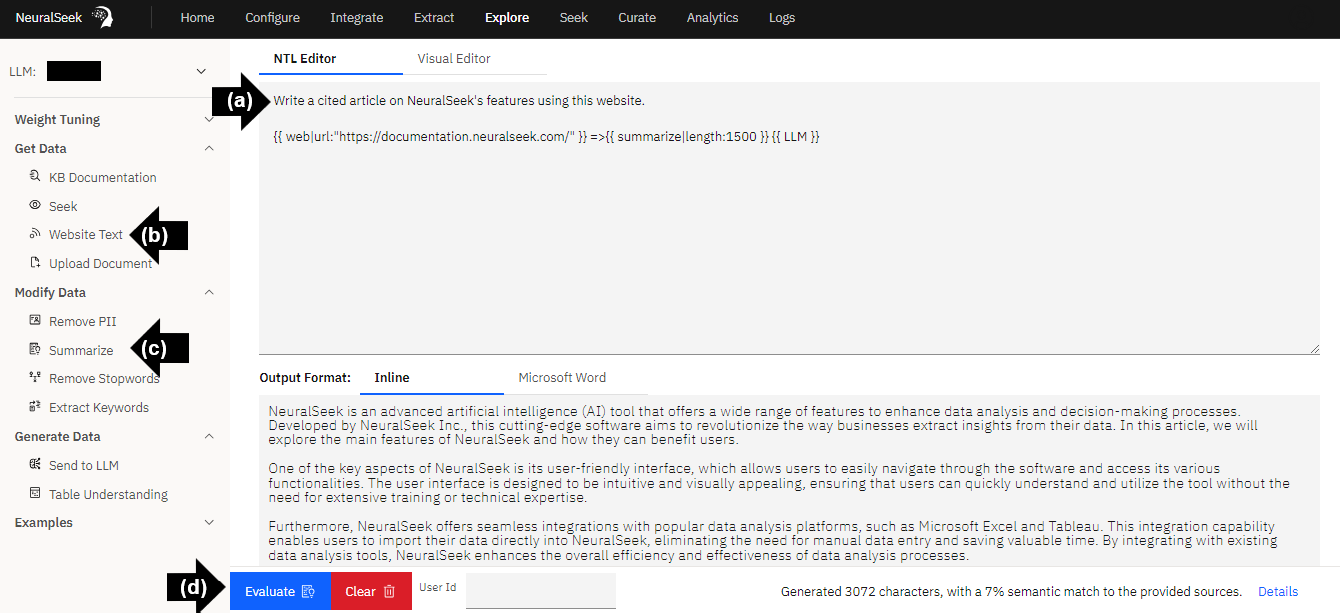 NeuralSeek Home Configure Integrate Extract Explore Seek Curate Analytics Logs
LLM:
Weight Tuning
Get Data
KB Documentation
Seek
Website Text
(b)
Upload Document
Modify Data
Remove PII
Summarize
(c)
Remove Stopwords
Extract Keywords
Generate Data
Send to LLM
Table Understanding
Examples
NTL Editor Visual Editor
(a)
Write a cited article on NeuralSeek's features using this website.
{{ web|url:"https://documentation.neuralseek.com/" }} =>{{ summarize|length:1500 }} {{ LLM }}
Output Format: Inline Microsoft Word
NeuralSeek is an advanced artificial intelligence (AI) tool that offers a wide range of features to enhance data analysis and decision-making processes.
Developed by NeuralSeek Inc., this cutting-edge software aims to revolutionize the way businesses extract insights from their data. In this article, we will
explore the main features of NeuralSeek and how they can benefit users.
One of the key aspects of NeuralSeek is its user-friendly interface, which allows users to easily navigate through the software and access its various
functionalities. The user interface is designed to be intuitive and visually appealing, ensuring that users can quickly understand and utilize the tool without the
need for extensive training or technical expertise.
Furthermore, NeuralSeek offers seamless integrations with popular data analysis platforms, such as Microsoft Excel and Tableau. This integration capability
enables users to import their data directly into NeuralSeek, eliminating the need for manual data entry and saving valuable time. By integrating with existing
data analysis tools, NeuralSeek enhances the overall efficiency and effectiveness of data analysis processes.
(d)
Evaluate Clear User Id Generated 3072 characters, with a 7% semantic match to the provided sources. Details